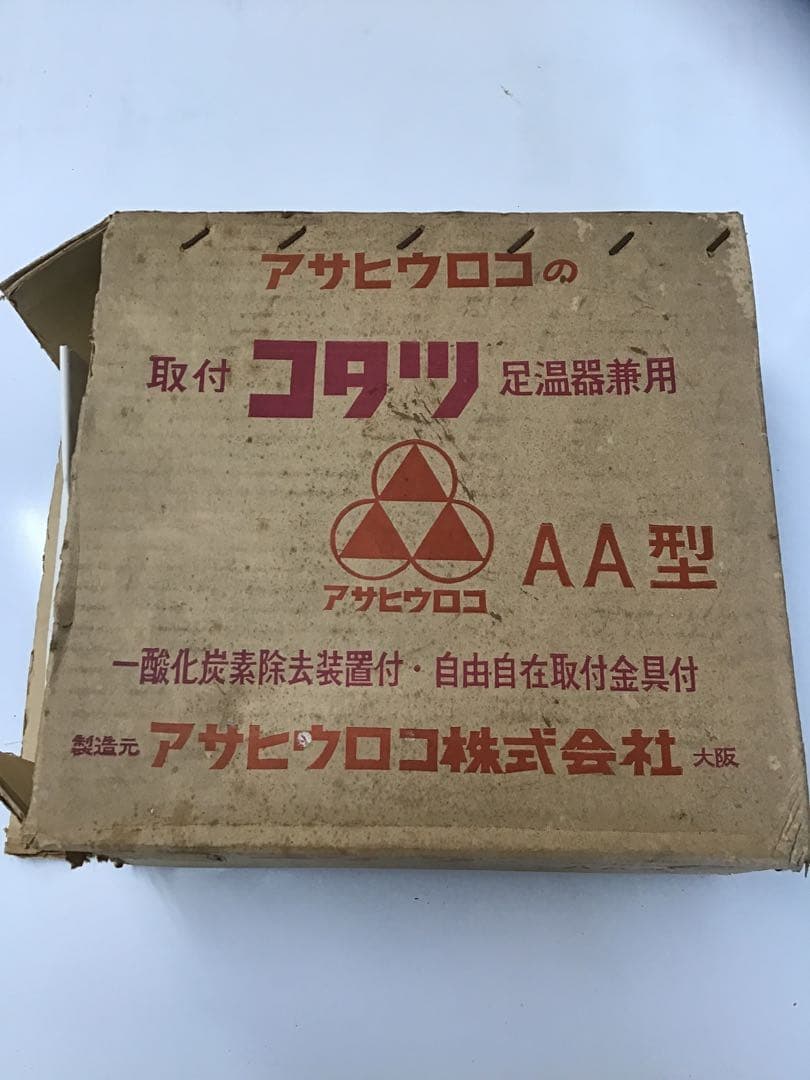 アサヒウロコの
取付 コタツ 足温器兼用
アサヒウロコ
AA型
一酸化炭素除去装置付・自由自在取付金具付
製造元 アサヒウロコ株式会社 大阪